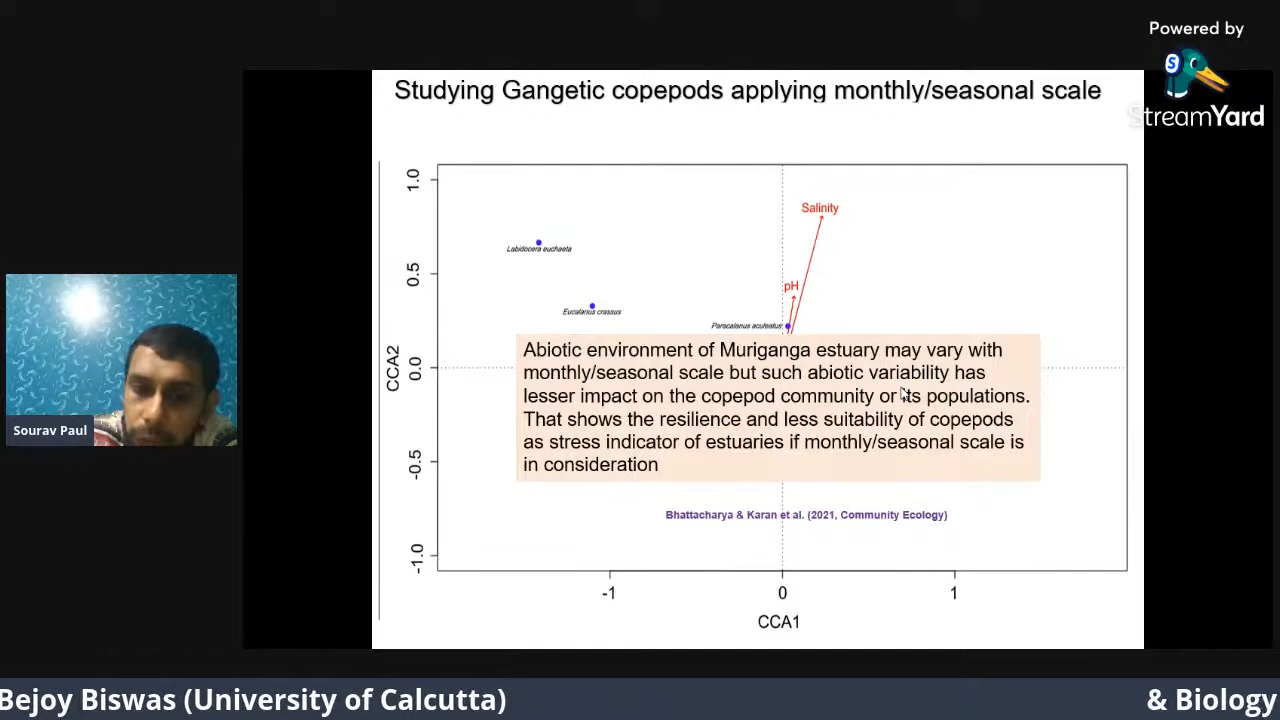 Powered by
StreamYard
Studying Gangetic copepods applying monthly/seasonal scale
1.0
0.5
0.0
-0.5
-1.0
CCA2
Salinity
pH
Labidocera euchaeta
Eucalanus crassus
Paracalanus aculeatus
Abiotic environment of Muriganga estuary may vary with
monthly/seasonal scale but such abiotic variability has
lesser impact on the copepod community or its populations.
That shows the resilience and less suitability of copepods
as stress indicator of estuaries if monthly/seasonal scale is
in consideration
Bhattacharya & Karan et al. (2021, Community Ecology)
-1
0
1
CCA1
Sourav Paul
Bejoy Biswas (University of Calcutta)
& Biology